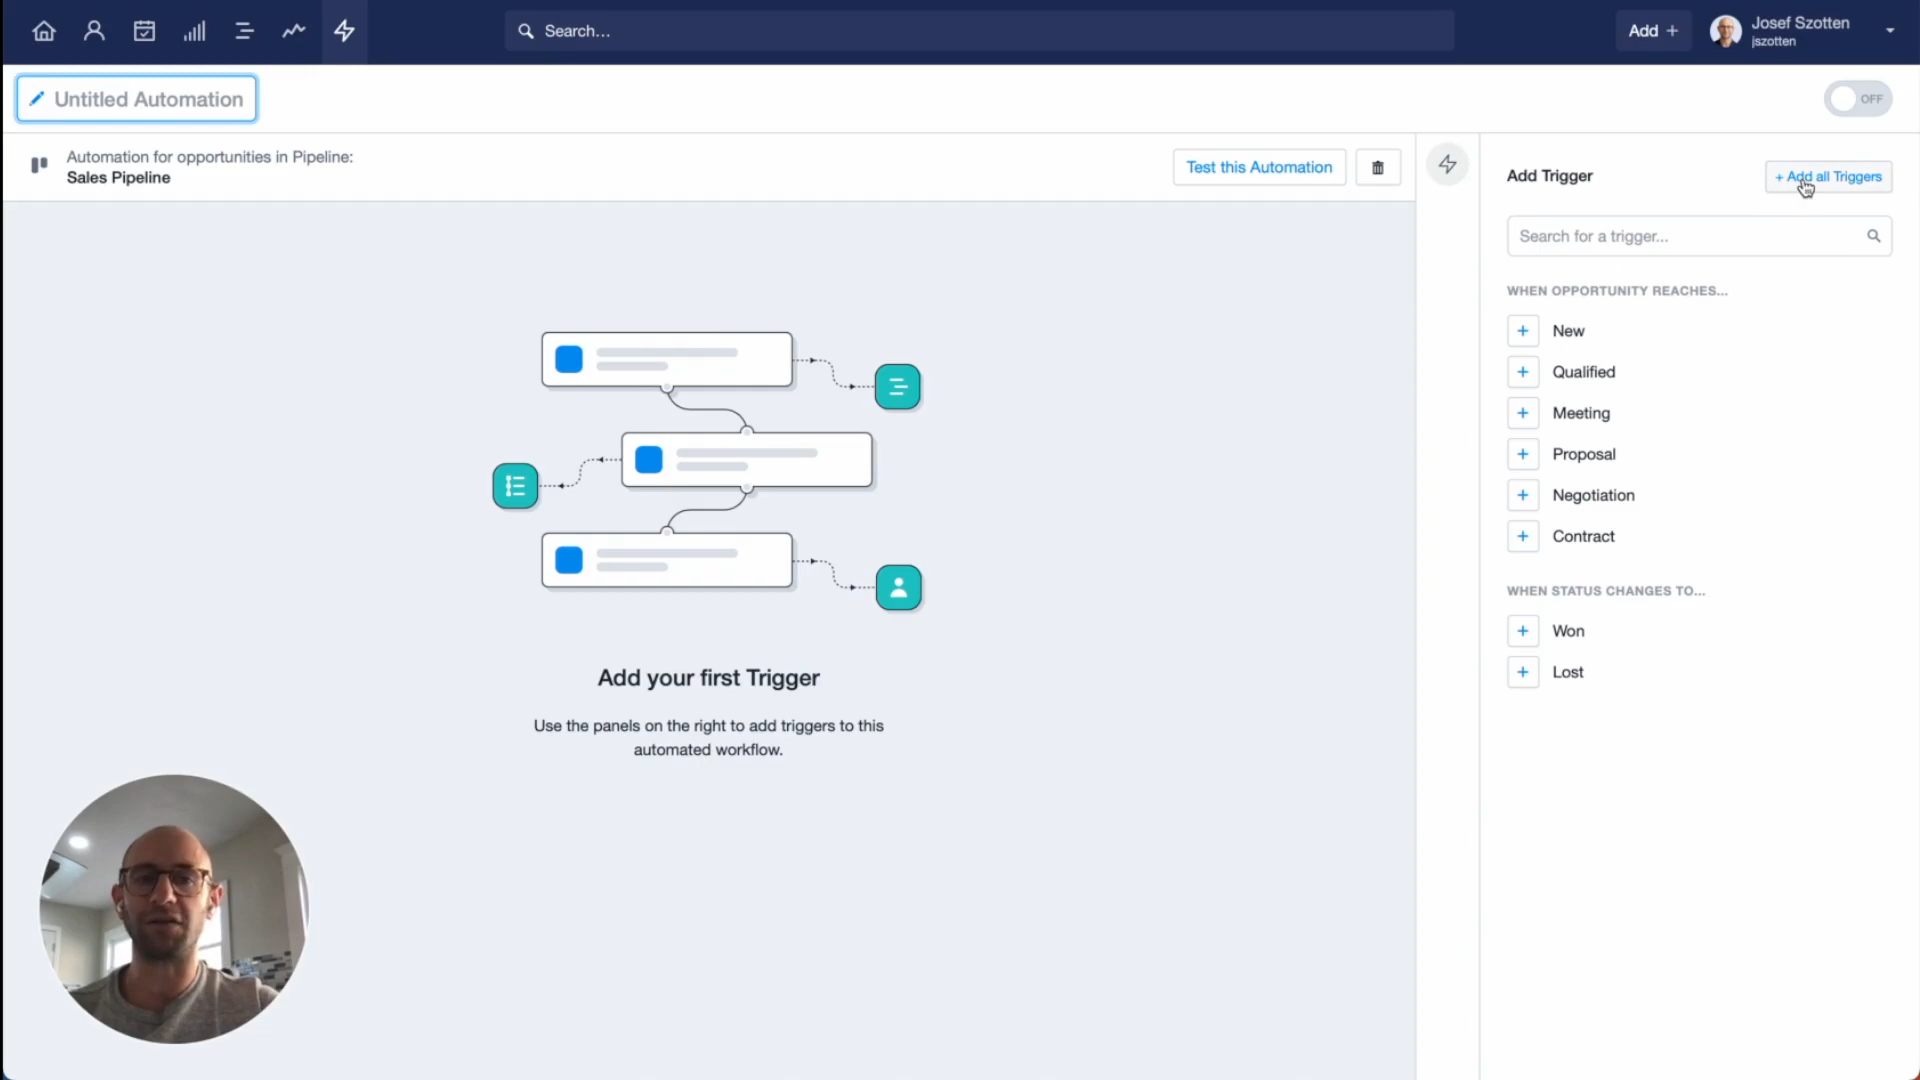 Search...
Add +
Josef Szotten
jszotten
Untitled Automation
OFF
Automation for opportunities in Pipeline:
Sales Pipeline
Test this Automation
Add Trigger
+ Add all Triggers
Search for a trigger...
WHEN OPPORTUNITY REACHES...
+ New
+ Qualified
+ Meeting
+ Proposal
+ Negotiation
+ Contract
WHEN STATUS CHANGES TO...
+ Won
+ Lost
Add your first Trigger
Use the panels on the right to add triggers to this
automated workflow.